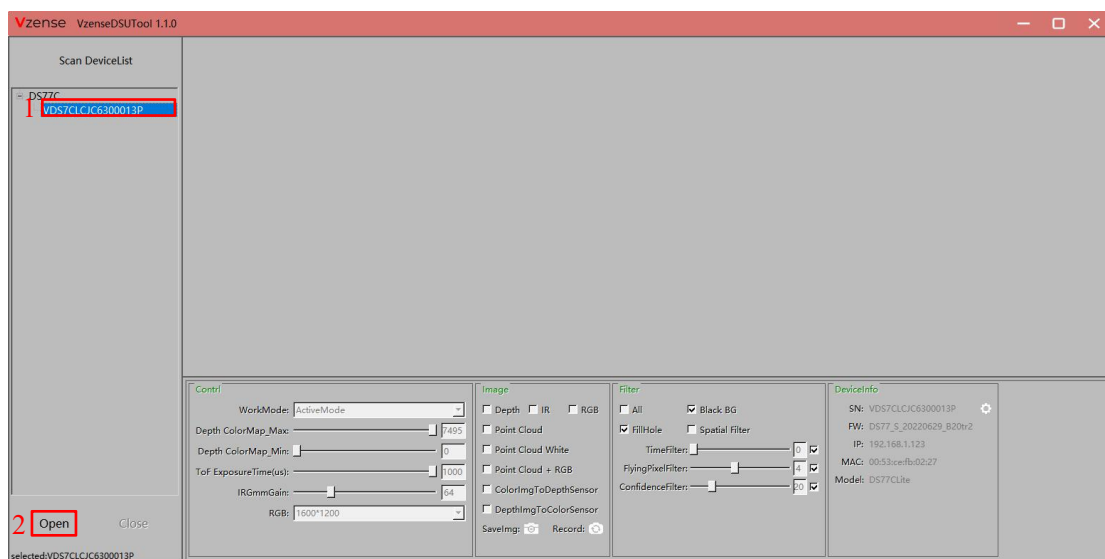 Vzense VzenseDSUTool 1.1.0
Scan DeviceList
DS77C
1 VDS7CLCJC6300013P
2 Open Close
selected:VDS7CLCJC6300013P
Contrl
WorkMode: ActiveMode
Depth ColorMap_Max: 7495
Depth ColorMap_Min: 0
ToF ExposureTime(us): 1000
IRGmmGain: 64
RGB: 1600*1200
Image
Depth IR RGB
Point Cloud
Point Cloud White
Point Cloud + RGB
ColorImgToDepthSensor
DepthImgToColorSensor
SaveImg: Record:
Filter
All Black BG
FillHole Spatial Filter
TimeFilter: 0
FlyingPixelFilter: 4
ConfidenceFilter: 20
DeviceInfo
SN: VDS7CLCJC6300013P
FW: DS77_S_20220629_B20tr2
IP: 192.168.1.123
MAC: 00:53:ce:fb:02:27
Model: DS77CLite